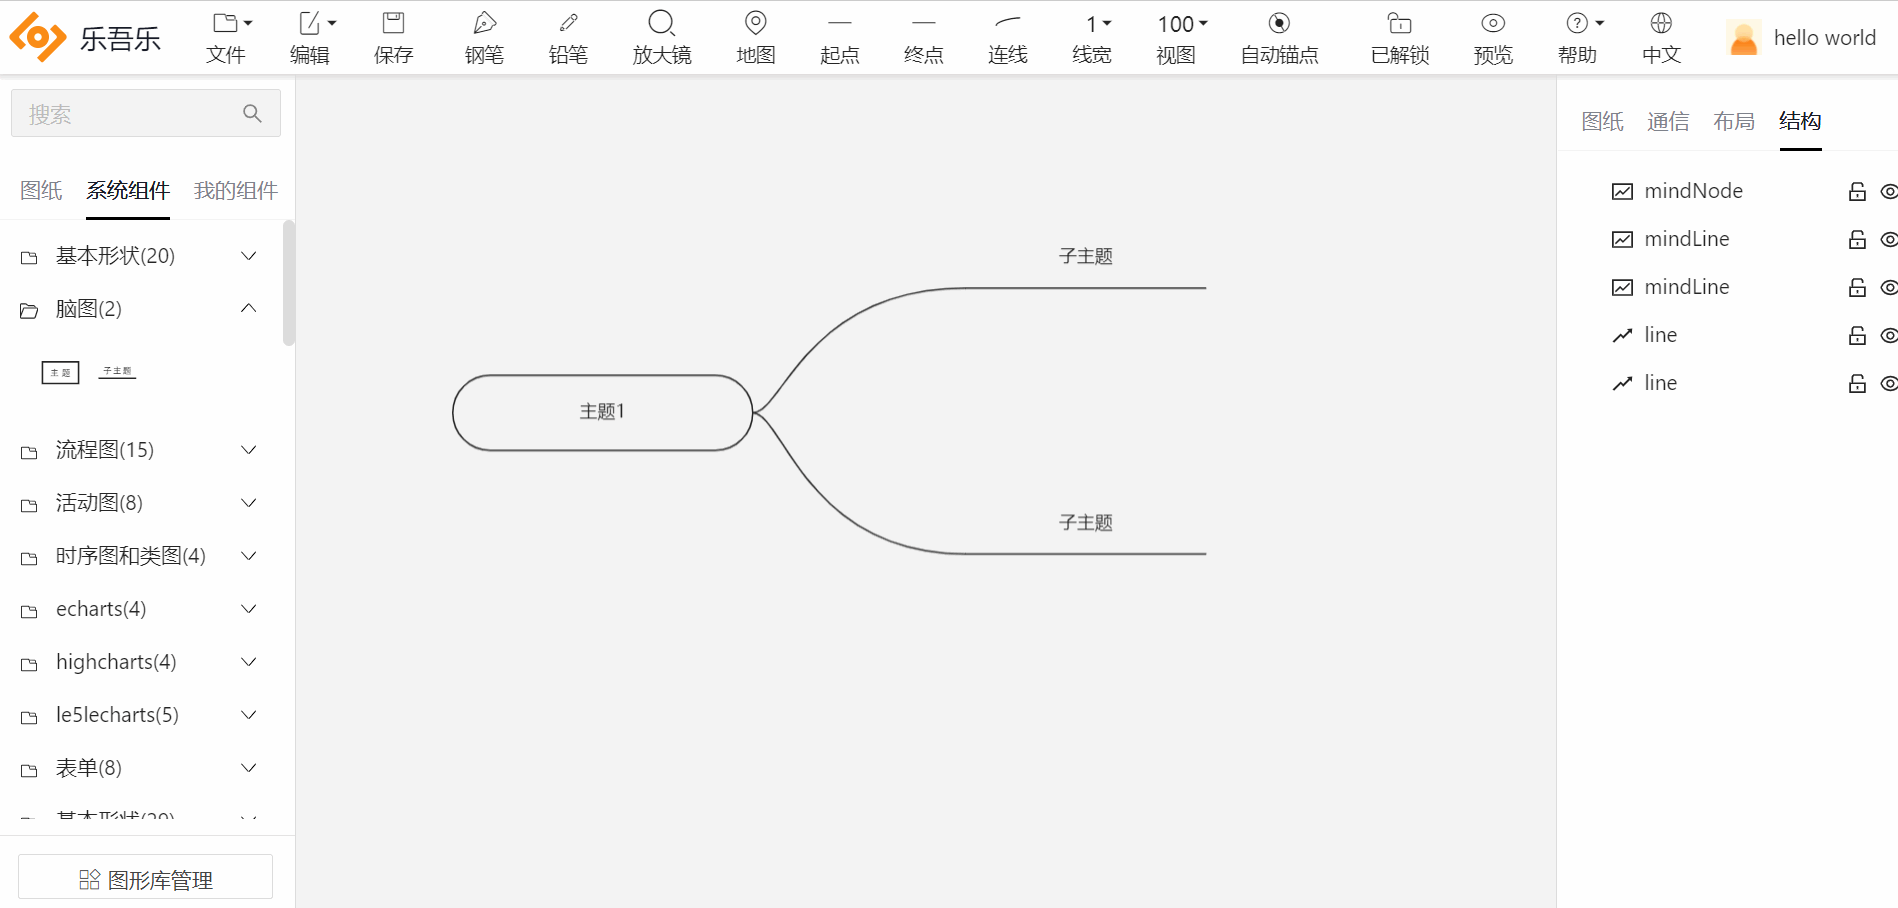 乐吾乐
文件
编辑
保存
钢笔
铅笔
放大镜
地图
起点
终点
连线
1
线宽
100
视图
自动锚点
已解锁
预览
帮助
中文
hello world
搜索
图纸 系统组件 我的组件
基本形状(20)
脑图(2)
主题 子主题
流程图(15)
活动图(8)
时序图和类图(4)
echarts(4)
highcharts(4)
le5lecharts(5)
表单(8)
基本形状(20)
图形库管理
子主题
主题1
子主题
图纸 通信 布局 结构
mindNode
mindLine
mindLine
line
line